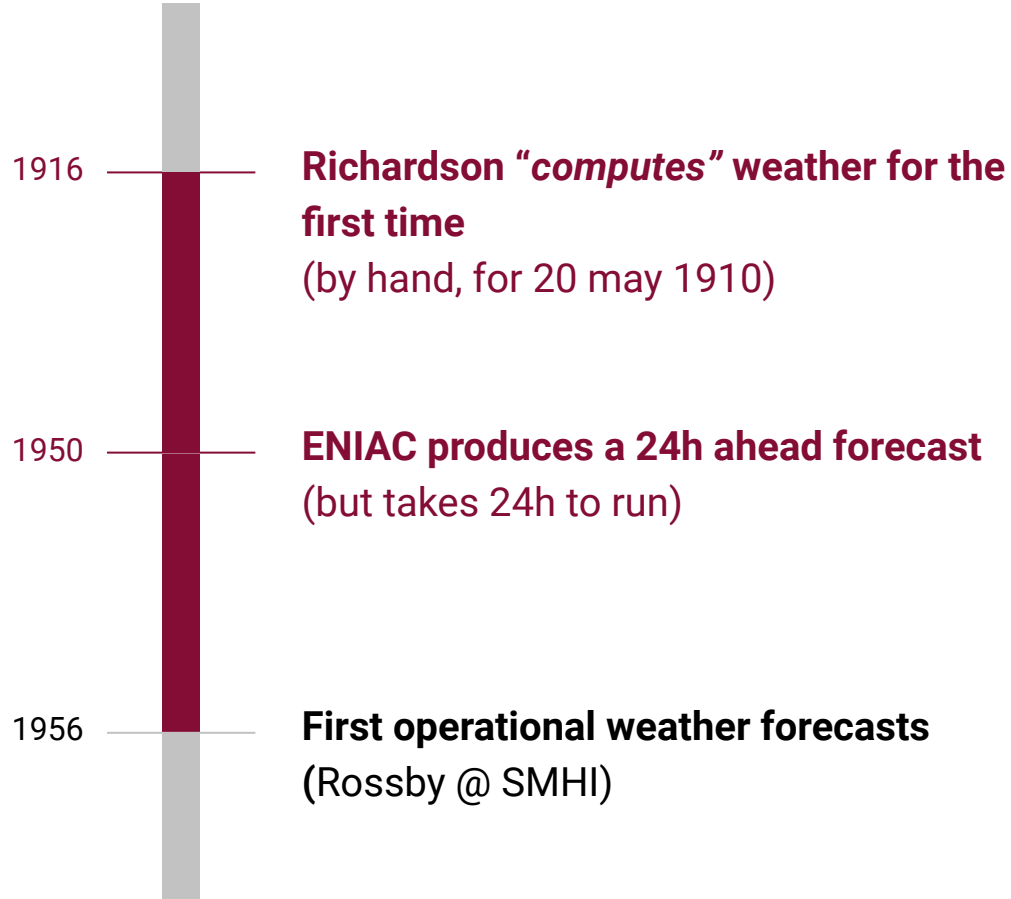 1916
Richardson “computes” weather for the
first time
(by hand, for 20 may 1910)
1950
ENIAC produces a 24h ahead forecast
(but takes 24h to run)
1956
First operational weather forecasts
(Rossby @ SMHI)